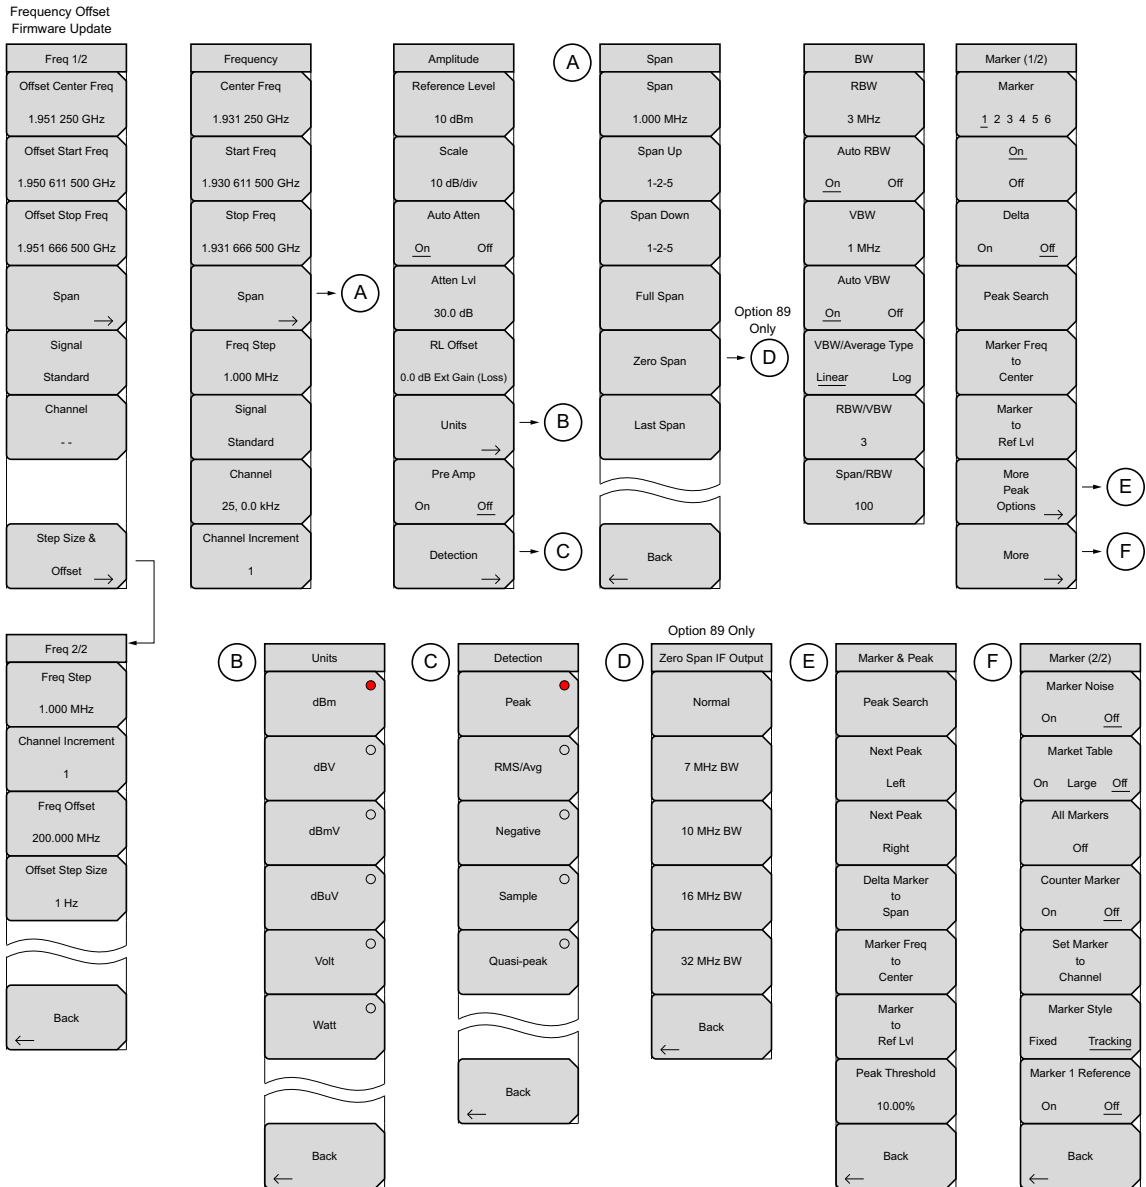 Frequency Offset
Firmware Update
Freq 1/2
Offset Center Freq
1.951 250 GHz
Offset Start Freq
1.950 611 500 GHz
Offset Stop Freq
1.951 666 500 GHz
Span
Signal
Standard
Channel
- -
Step Size &
Offset
Frequency
Center Freq
1.931 250 GHz
Start Freq
1.930 611 500 GHz
Stop Freq
1.931 666 500 GHz
Span
A
Freq Step
1.000 MHz
Signal
Standard
Channel
25, 0.0 kHz
Channel Increment
1
Amplitude
Reference Level
10 dBm
Scale
10 dB/div
Auto Atten
On Off
Atten Lvl
30.0 dB
RL Offset
0.0 dB Ext Gain (Loss)
Units
B
Pre Amp
On Off
Detection
C
A
Span
Span
1.000 MHz
Span Up
1-2-5
Span Down
1-2-5
Full Span
Option 89
Only
Zero Span
D
Last Span
Back
BW
RBW
3 MHz
Auto RBW
On Off
VBW
1 MHz
Auto VBW
On Off
VBW/Average Type
Linear Log
RBW/VBW
3
Span/RBW
100
Marker (1/2)
Marker
1 2 3 4 5 6
On
Off
Delta
On Off
Peak Search
Marker Freq
to
Center
Marker
to
Ref Lvl
More
Peak
Options
E
More
F
Freq 2/2
Freq Step
1.000 MHz
Channel Increment
1
Freq Offset
200.000 MHz
Offset Step Size
1 Hz
Back
B
Units
dBm
dBV
dBmV
dBuV
Volt
Watt
Back
C
Detection
Peak
RMS/Avg
Negative
Sample
Quasi-peak
Back
Option 89 Only
D
Zero Span IF Output
Normal
7 MHz BW
10 MHz BW
16 MHz BW
32 MHz BW
Back
E
Marker & Peak
Peak Search
Next Peak
Left
Next Peak
Right
Delta Marker
to
Span
Marker Freq
to
Center
Marker
to
Ref Lvl
Peak Threshold
10.00%
Back
F
Marker (2/2)
Marker Noise
On Off
Market Table
On Large Off
All Markers
Off
Counter Marker
On Off
Set Marker
to
Channel
Marker Style
Fixed Tracking
Marker 1 Reference
On Off
Back